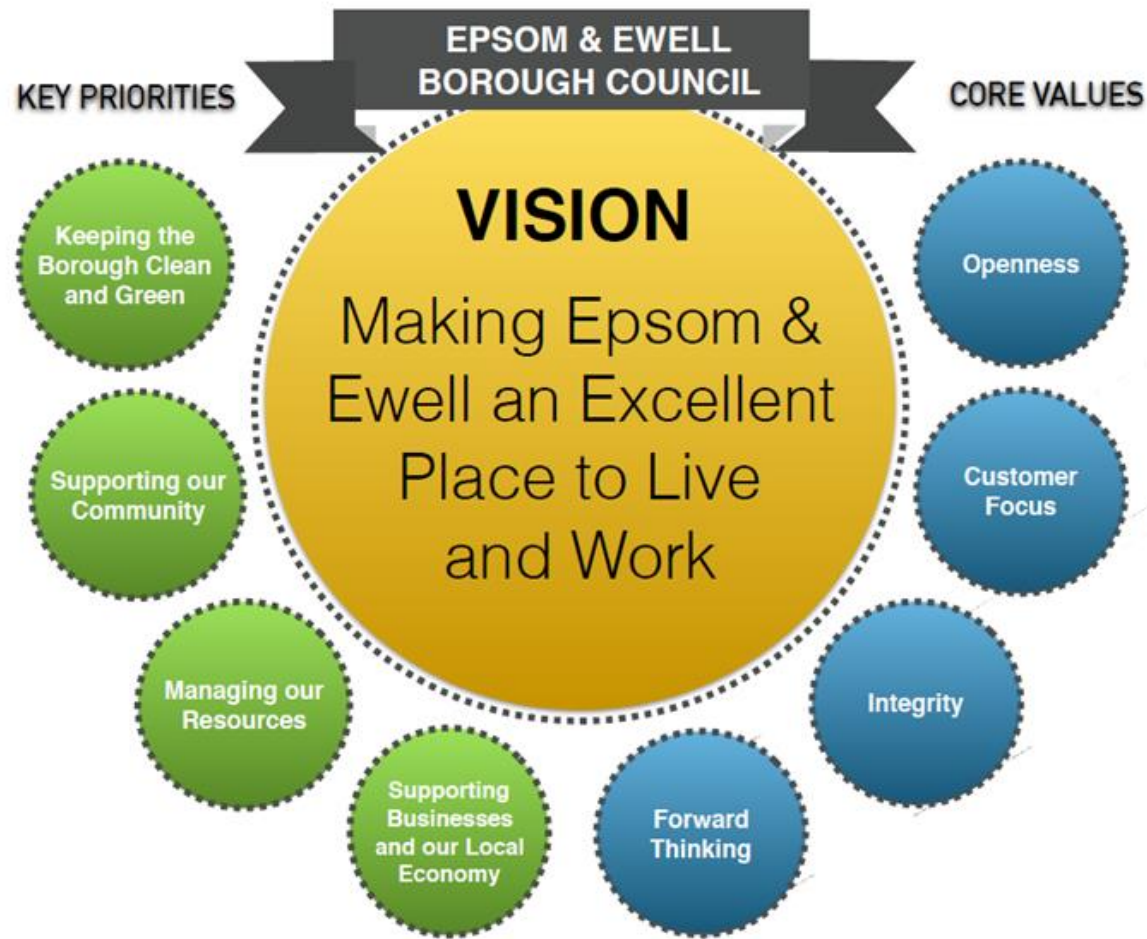 EPSOM & EWELL
BOROUGH COUNCIL
KEY PRIORITIES
CORE VALUES
VISION
Making Epsom &
Ewell an Excellent
Place to Live
and Work
Keeping the
Borough Clean
and Green
Supporting our
Community
Managing our
Resources
Supporting
Businesses
and our Local
Economy
Openness
Customer
Focus
Integrity
Forward
Thinking